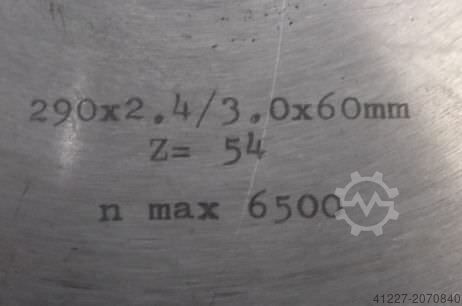 290x2.4/3.0x60mm
Z= 54
n max 6500
41227-2070840